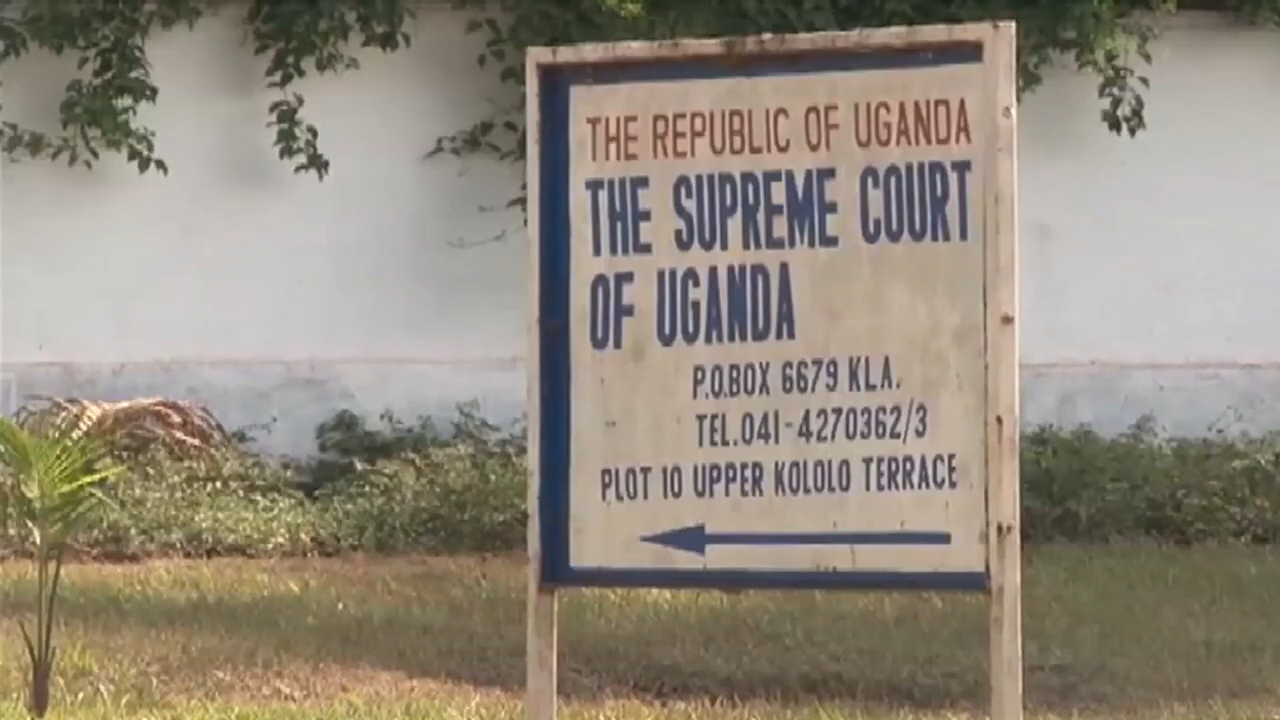 THE REPUBLIC OF UGANDA
THE SUPREME COURT
OF UGANDA
P.O.BOX 6679 KLA.
TEL.041-4270362/3
PLOT 10 UPPER KOLOLO TERRACE